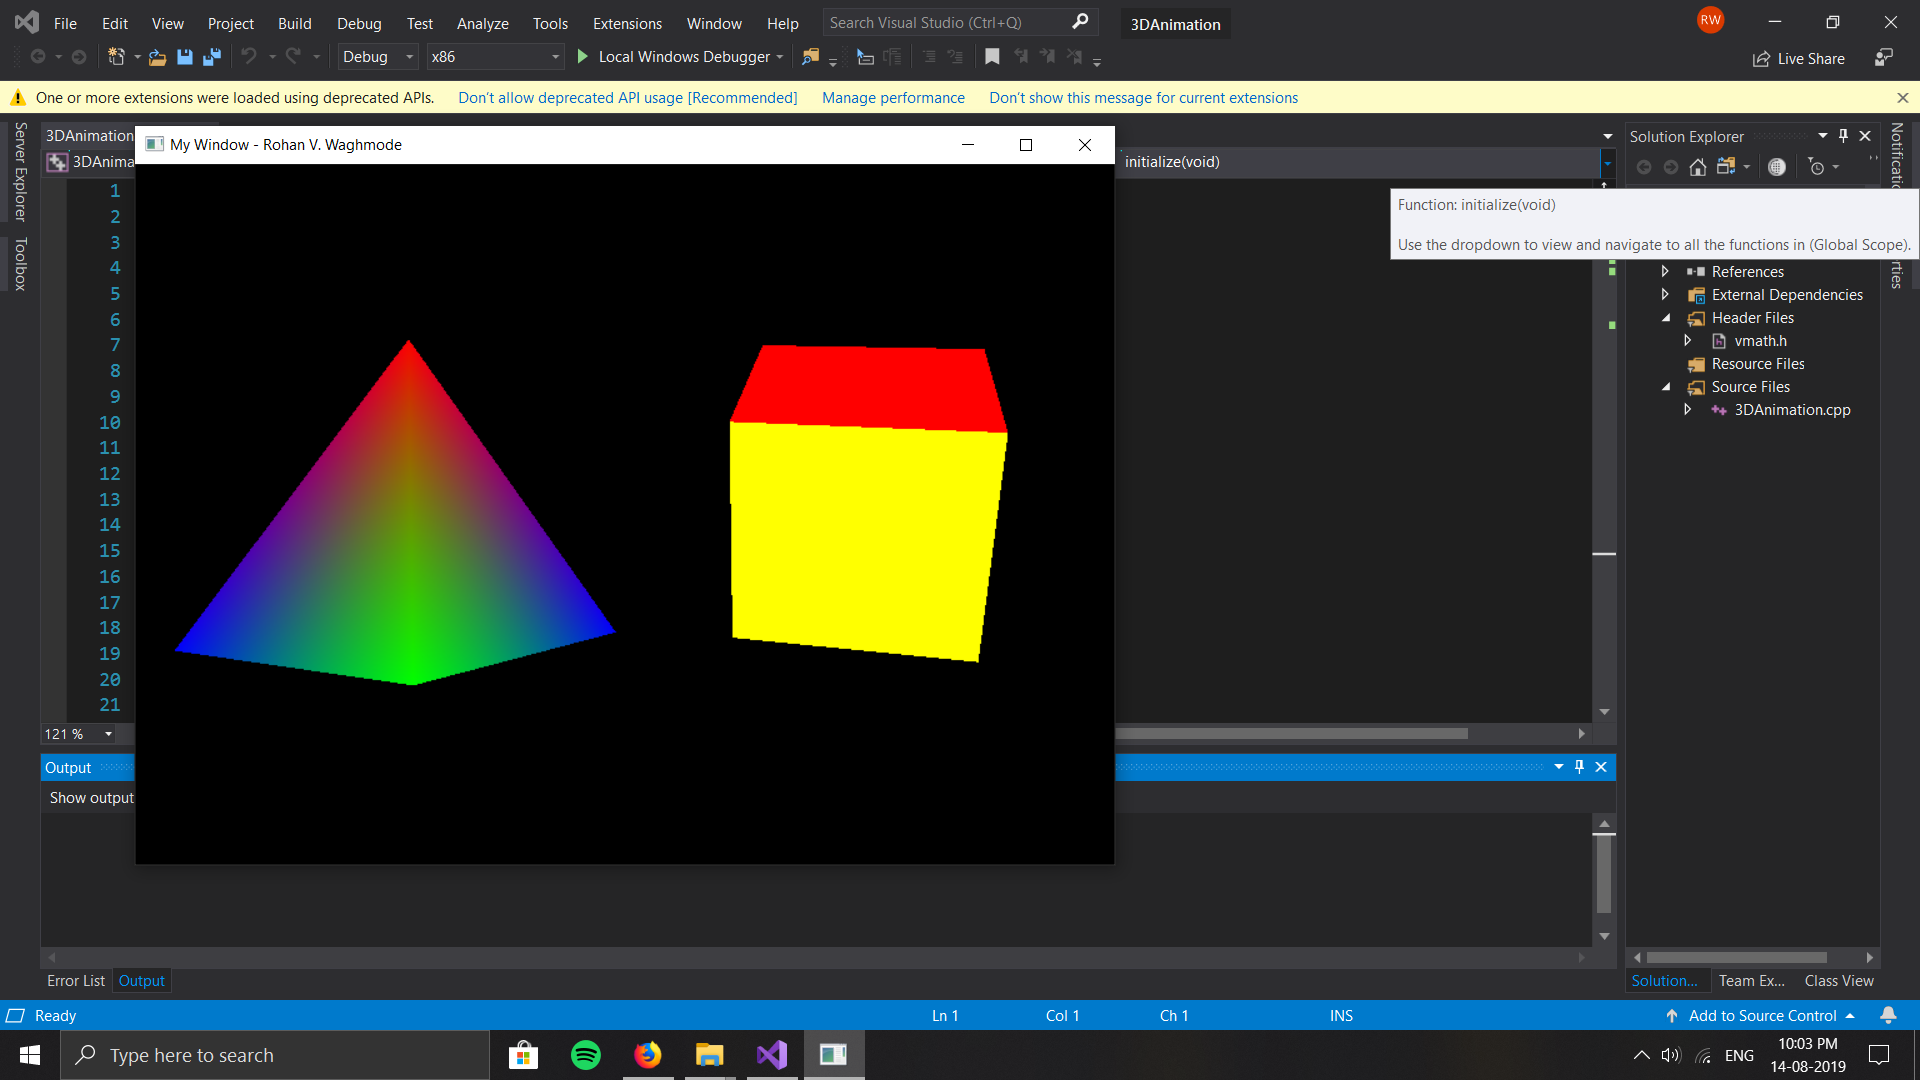 File Edit View Project Build Debug Test Analyze Tools Extensions Window Help Search Visual Studio (Ctrl+Q) 3DAnimation RW
Debug x86 Local Windows Debugger Live Share
One or more extensions were loaded using deprecated APIs. Don't allow deprecated API usage [Recommended] Manage performance Don't show this message for current extensions
Server Explorer
Toolbox
3DAnimation
3DAnima
My Window - Rohan V. Waghmode
initialize(void)
1
2
3
4
5
6
7
8
9
10
11
12
13
14
15
16
17
18
19
20
21
121 %
Solution Explorer
Function: initialize(void)
Use the dropdown to view and navigate to all the functions in (Global Scope).
References
External Dependencies
Header Files
vmath.h
Resource Files
Source Files
3DAnimation.cpp
Output
Show output
Error List Output
Solution... Team Ex... Class View
Ready Ln 1 Col 1 Ch 1 INS Add to Source Control
Type here to search
ENG
10:03 PM
14-08-2019